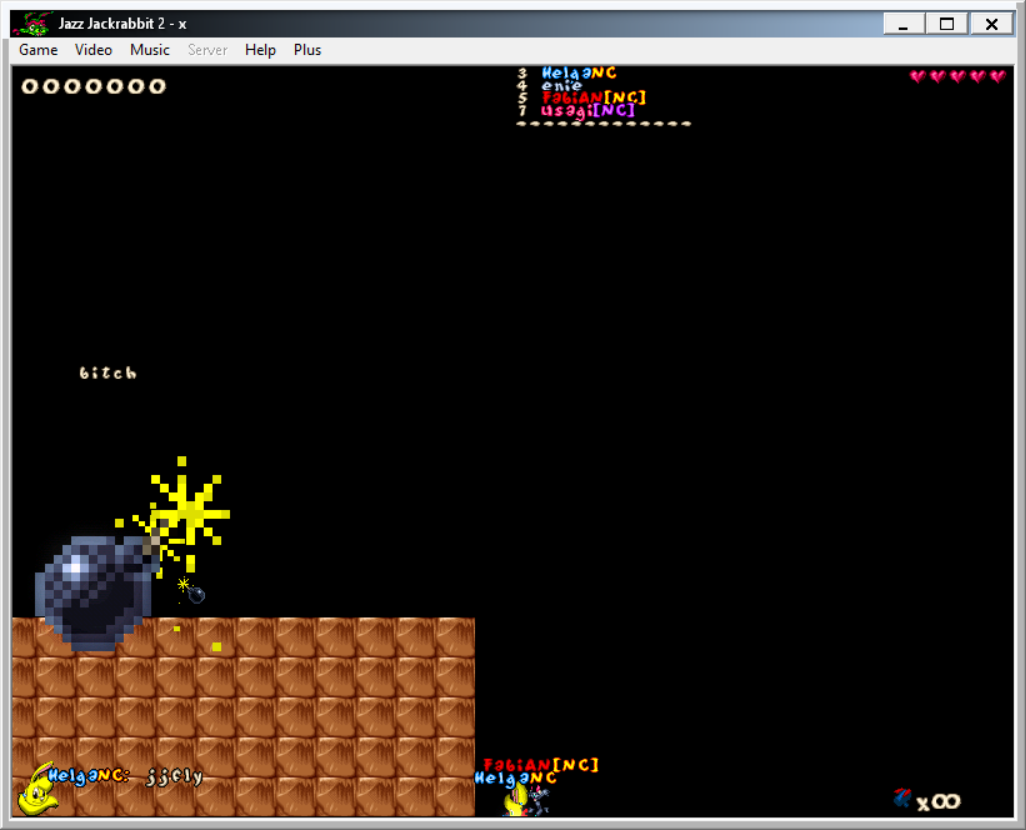 Jazz Jackrabbit 2 - x
Game Video Music Server Help Plus
0000000
3 HelgaNC
4 enie
5 FabiAN[NC]
7 usagi[NC]
-------------
bitch
FabiAN[NC]
HelgaNC
HelgaNC: jjfly
x00